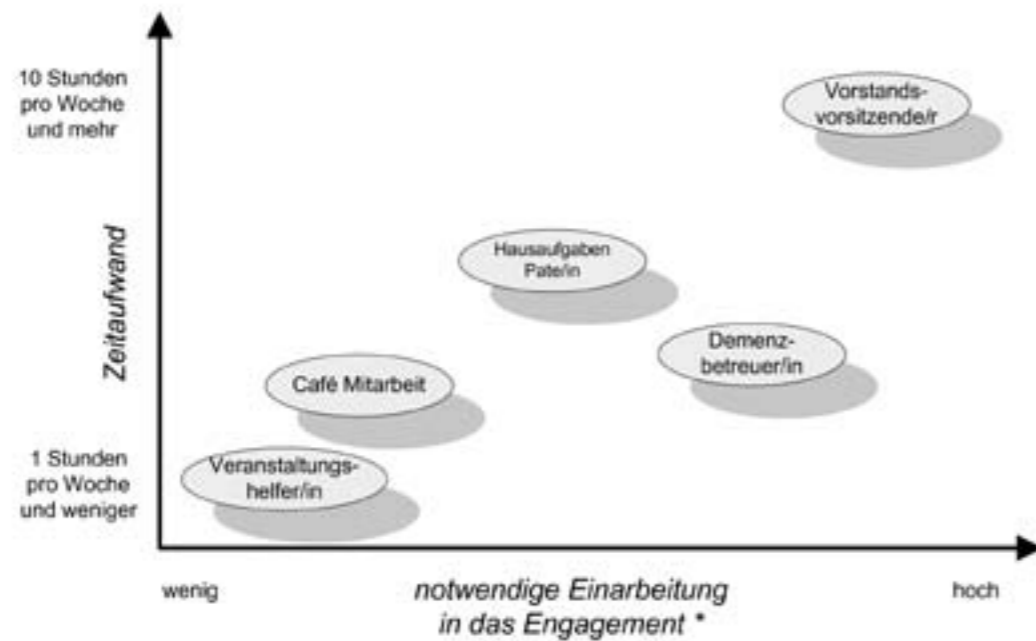 10 Stunden
pro Woche
und mehr
Vorstands-
vorsitzende/r
Zeitaufwand
Hausaufgaben
Pate/in
Demenz-
betreuer/in
Café Mitarbeit
1 Stunden
pro Woche
und weniger
Veranstaltungs-
helfer/in
wenig
notwendige Einarbeitung
in das Engagement *
hoch